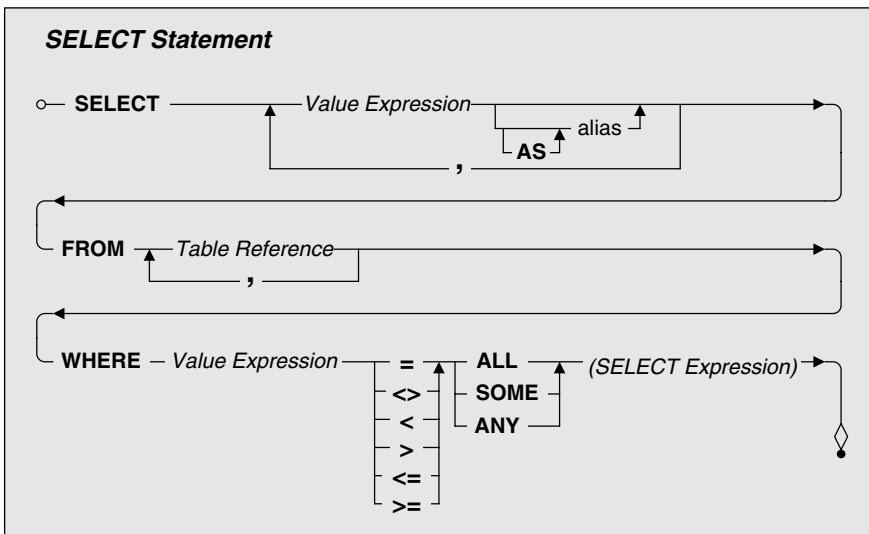 SELECT Statement
SELECT Value Expression alias
AS
,
FROM Table Reference
,
WHERE Value Expression = ALL (SELECT Expression)
<> SOME
< ANY
>
<=
>=